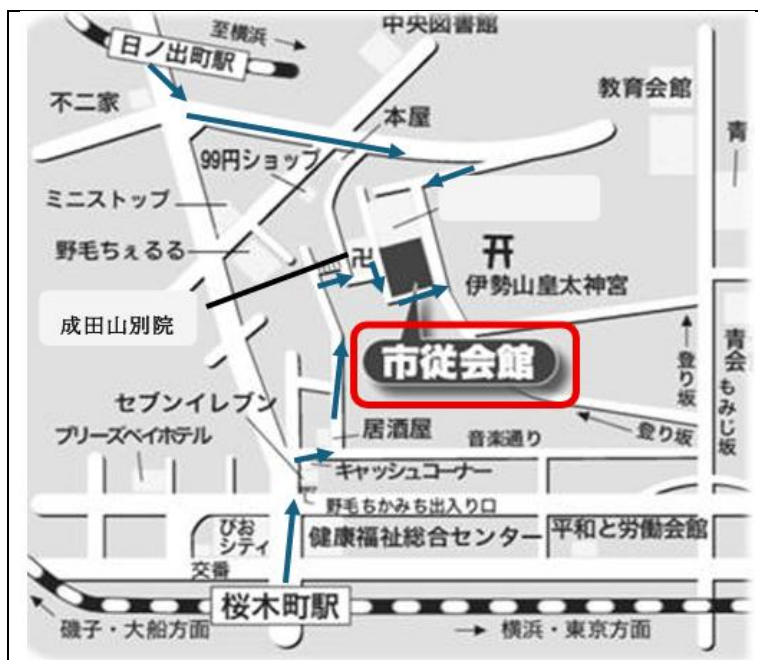 至横浜
中央図書館
日ノ出町駅
教育会館
不二家
本屋
青
99円ショップ
ミニストップ
野毛ちぇるる
卍
伊勢山皇太神宮
成田山別院
市従会館
登り坂
青会
もみじ坂
セブンイレブン
居酒屋
音楽通り
登り坂
ブリーズベイホテル
キャッシュコーナー
野毛ちかみち出入り口
ぴお
シティ
健康福祉総合センター
平和と労働会館
交番
桜木町駅
磯子・大船方面
横浜・東京方面